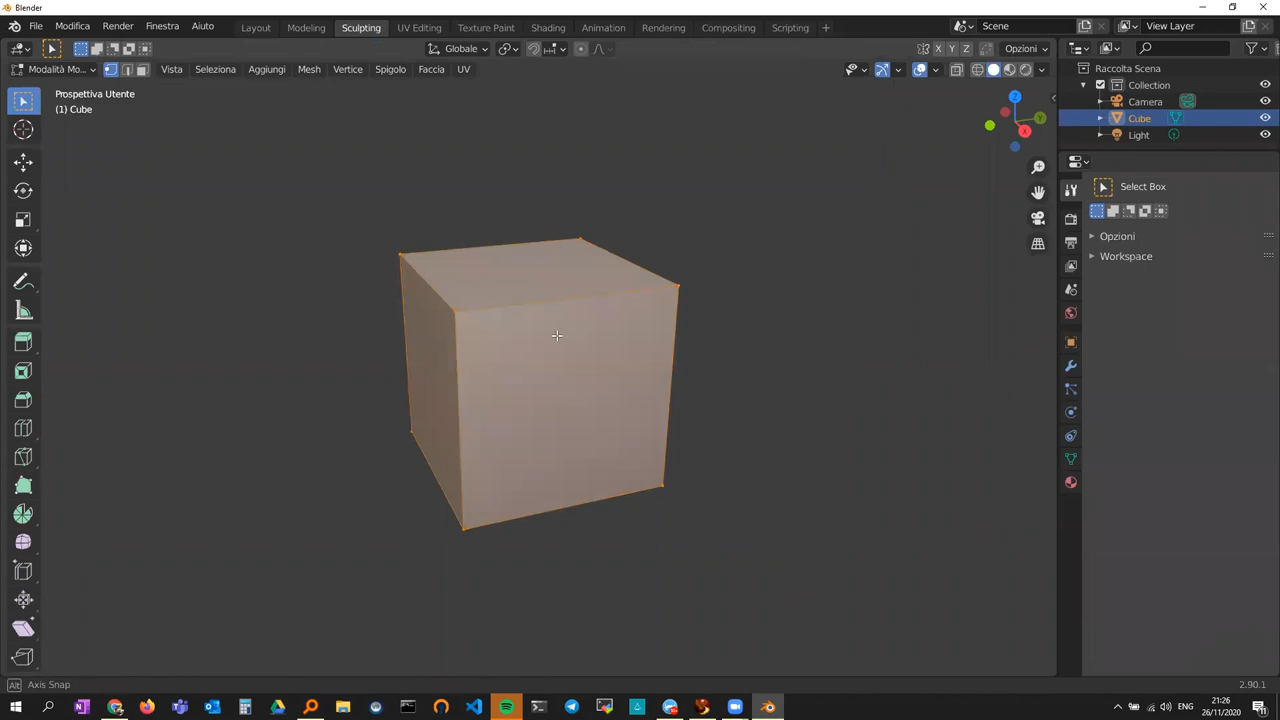 Blender
File Modifica Render Finestra Aiuto
Layout Modeling Sculpting UV Editing Texture Paint Shading Animation Rendering Compositing Scripting +
Scene
View Layer
Globale
X Y Z
Opzioni
Modalità Mo...
Vista Seleziona Aggiungi Mesh Vertice Spigolo Faccia UV
Prospettiva Utente
(1) Cube
Z
Y
X
Raccolta Scena
Collection
Camera
Cube
Light
Select Box
Opzioni
Workspace
Alt Axis Snap
2.90.1
21:26
26/11/2020